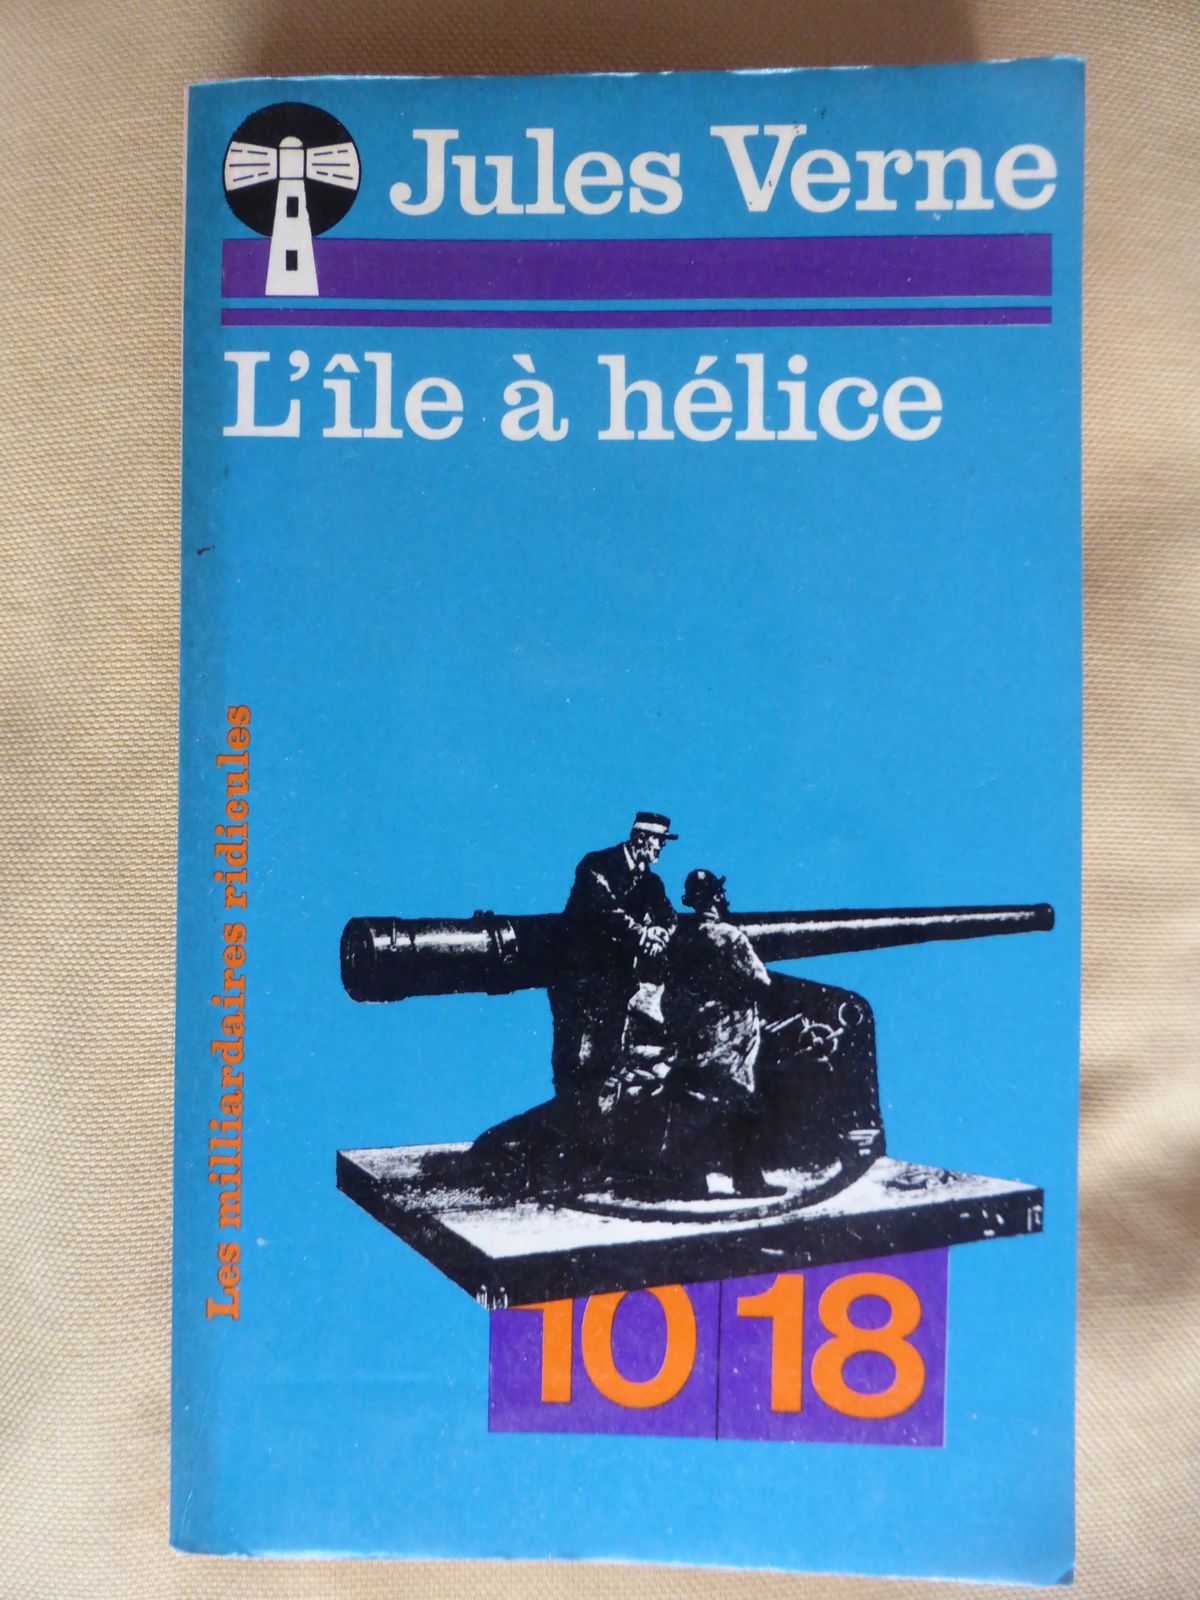 Jules Verne
L'île à hélice
Les milliardaires ridicules
10 18